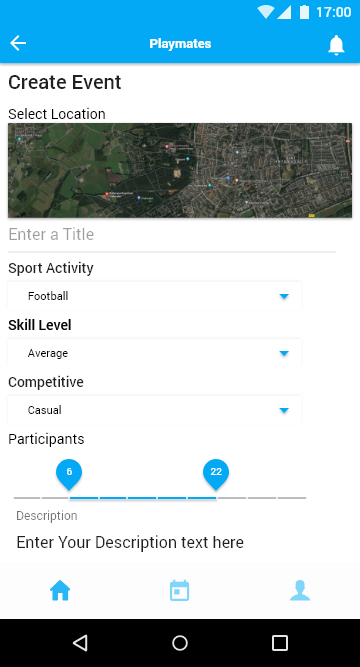 17:00
Playmates
Create Event
Select Location
Enter a Title
Sport Activity
Football
Skill Level
Average
Competitive
Casual
Participants
6 22
Description
Enter Your Description text here